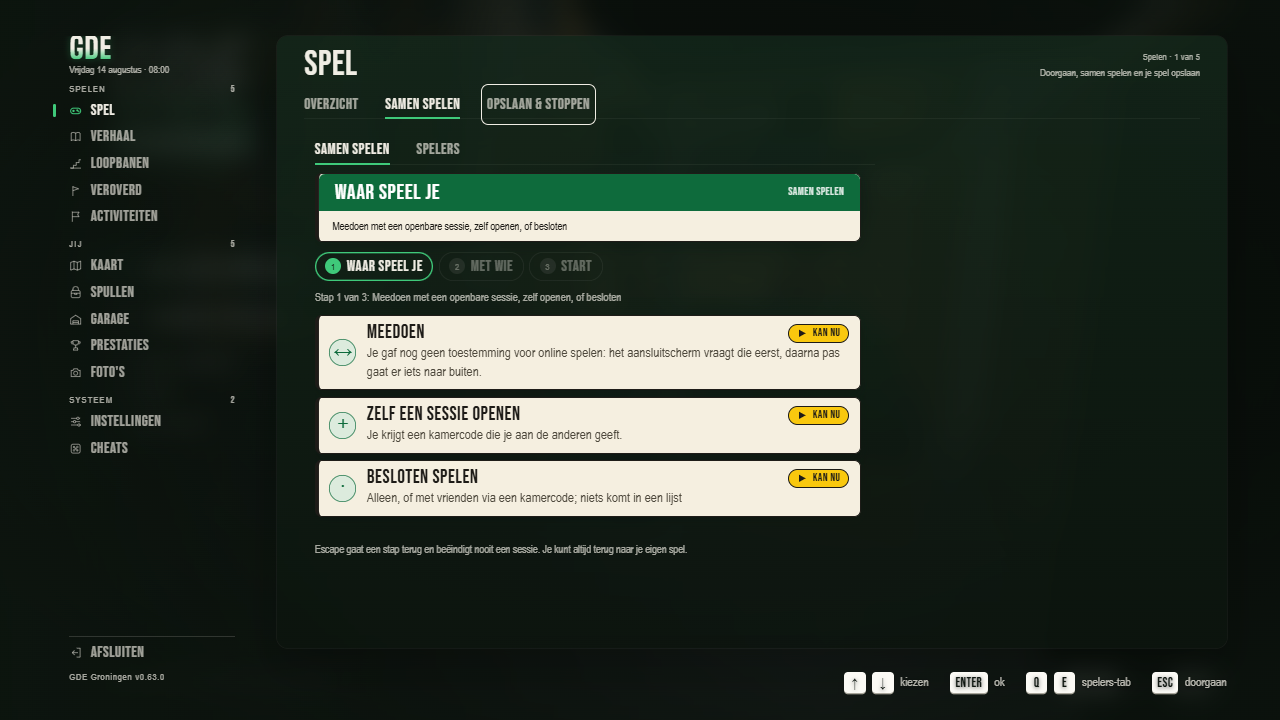 GDE
Vrijdag 14 augustus · 08:00
SPELEN 5
SPEL
VERHAAL
LOOPBANEN
VEROVERD
ACTIVITEITEN
JIJ 5
KAART
SPULLEN
GARAGE
PRESTATIES
FOTO'S
SYSTEEM 2
INSTELLINGEN
CHEATS
AFSLUITEN
GDE Groningen v0.63.0
SPEL
Spelen · 1 van 5
Doorgaan, samen spelen en je spel opslaan
OVERZICHT SAMEN SPELEN OPSLAAN & STOPPEN
SAMEN SPELEN SPELERS
WAAR SPEEL JE SAMEN SPELEN
Meedoen met een openbare sessie, zelf openen, of besloten
1 WAAR SPEEL JE 2 MET WIE 3 START
Stap 1 van 3: Meedoen met een openbare sessie, zelf openen, of besloten
MEEDOEN ► KAN NU
Je gaf nog geen toestemming voor online spelen: het aansluitscherm vraagt die eerst, daarna pas
gaat er iets naar buiten.
ZELF EEN SESSIE OPENEN ► KAN NU
Je krijgt een kamercode die je aan de anderen geeft.
BESLOTEN SPELEN ► KAN NU
Alleen, of met vrienden via een kamercode; niets komt in een lijst
Escape gaat een stap terug en beëindigt nooit een sessie. Je kunt altijd terug naar je eigen spel.
↑ ↓ kiezen ENTER ok Q E spelers-tab ESC doorgaan